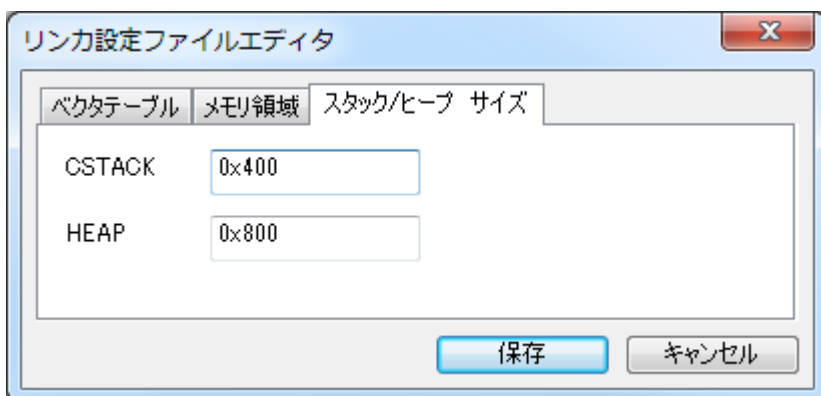 リンカ設定ファイルエディタ
ベクタテーブル メモリ領域 スタック/ヒープ サイズ
CSTACK 0x400
HEAP 0x800
保存 キャンセル